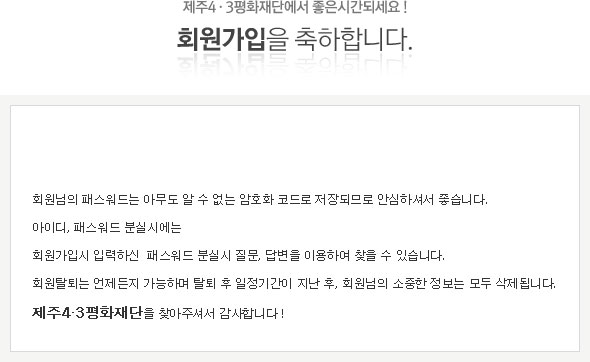 제주4·3평화재단에서 좋은시간되세요!
회원가입을 축하합니다.
회원님의 패스워드는 아무도 알 수 없는 암호화 코드로 저장되므로 안심하셔서 좋습니다.
아이디, 패스워드 분실시에는
회원가입시 입력하신 패스워드 분실시 질문, 답변을 이용하여 찾을 수 있습니다.
회원탈퇴는 언제든지 가능하며 탈퇴 후 일정기간이 지난 후, 회원님의 소중한 정보는 모두 삭제됩니다.
제주4·3평화재단을 찾아주셔서 감사합니다!